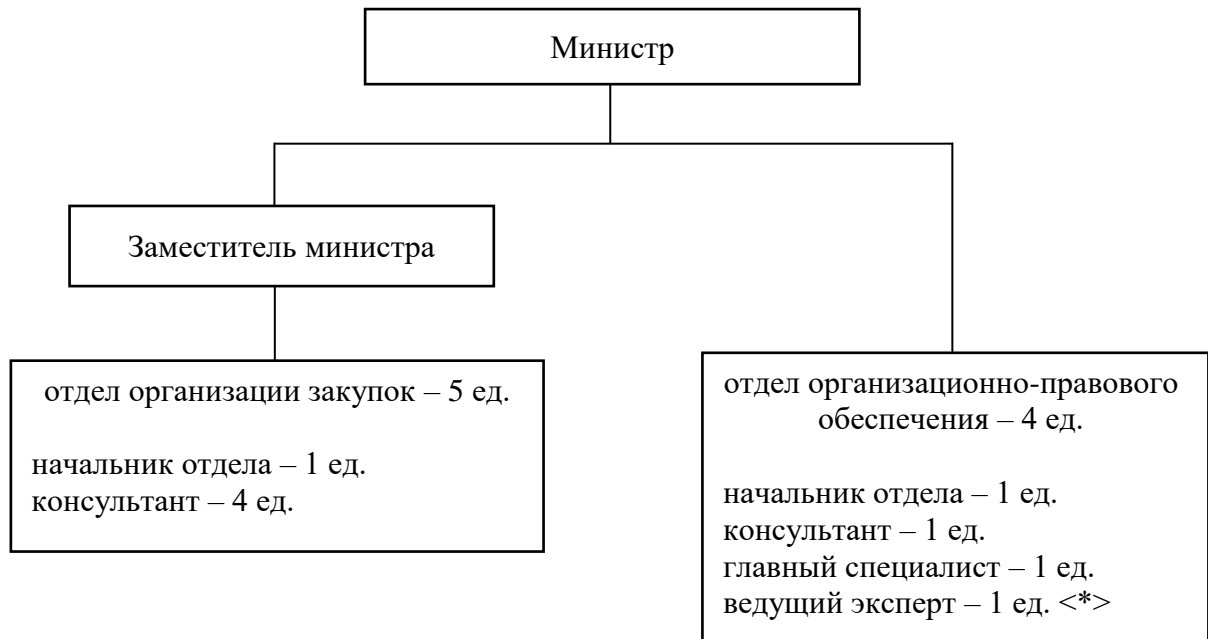 Министр
Заместитель министра
отдел организации закупок – 5 ед.
начальник отдела – 1 ед.
консультант – 4 ед.
отдел организационно-правового
обеспечения – 4 ед.
начальник отдела – 1 ед.
консультант – 1 ед.
главный специалист – 1 ед.
ведущий эксперт – 1 ед. <*>